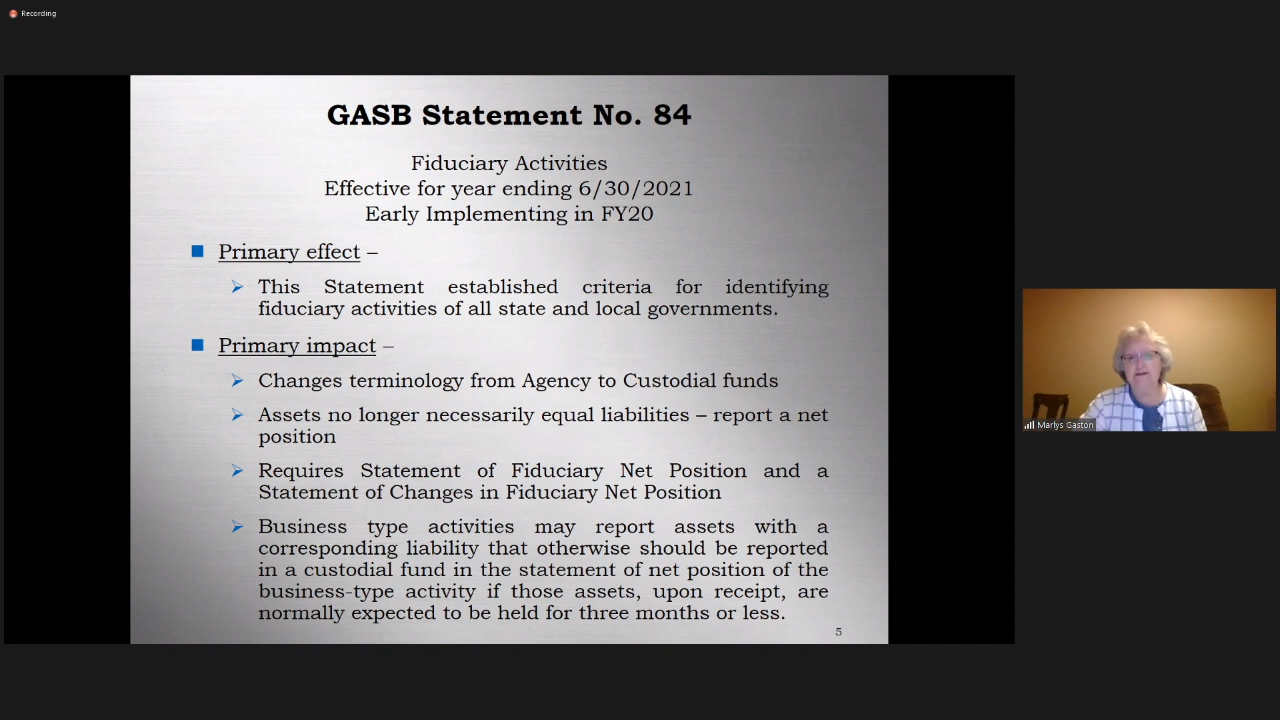 Recording
GASB Statement No. 84
Fiduciary Activities
Effective for year ending 6/30/2021
Early Implementing in FY20
Primary effect –
This Statement established criteria for identifying
fiduciary activities of all state and local governments.
Primary impact –
Changes terminology from Agency to Custodial funds
Assets no longer necessarily equal liabilities – report a net
position
Requires Statement of Fiduciary Net Position and a
Statement of Changes in Fiduciary Net Position
Business type activities may report assets with a
corresponding liability that otherwise should be reported
in a custodial fund in the statement of net position of the
business-type activity if those assets, upon receipt, are
normally expected to be held for three months or less.
5
Marlys Gaston